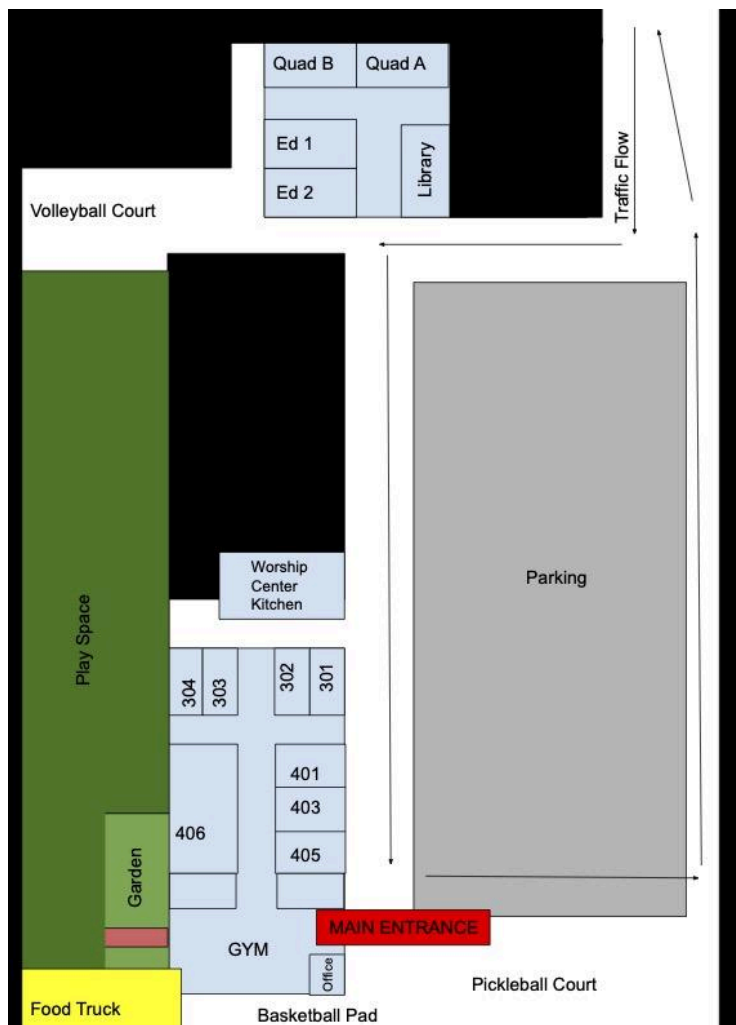 Quad B
Quad A
Ed 1
Ed 2
Library
Traffic Flow
Volleyball Court
Worship
Center
Kitchen
Parking
Play Space
304
303
302
301
401
403
405
406
Garden
MAIN ENTRANCE
GYM
Office
Pickleball Court
Food Truck
Basketball Pad